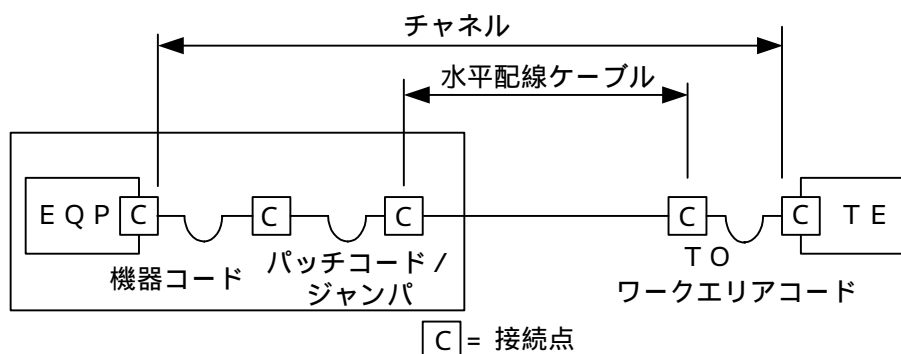 チャネル
水平配線ケーブル
EQP C C C C C TE
機器コード
パッチコード/
ジャンパ
TO
ワークエリアコード
C = 接続点